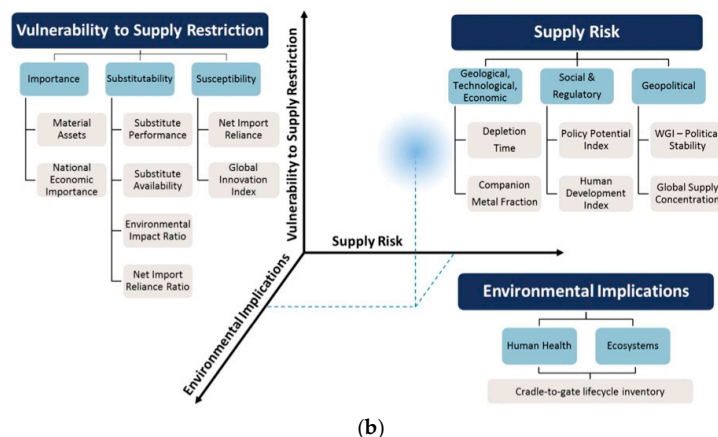 Vulnerability to Supply Restriction
Importance
Substitutability
Susceptibility
Material
Assets
National
Economic
Importance
Substitute
Performance
Substitute
Availability
Environmental
Impact Ratio
Net Import
Reliance Ratio
Net Import
Reliance
Global
Innovation
Index
Vulnerability to Supply Restriction
Supply Risk
Environmental Implications
Supply Risk
Geological,
Technological,
Economic
Social &
Regulatory
Geopolitical
Depletion
Time
Companion
Metal Fraction
Policy Potential
Index
Human
Development
Index
WGI – Political
Stability
Global Supply
Concentration
Environmental Implications
Human Health
Ecosystems
Cradle-to-gate lifecycle inventory
(b)